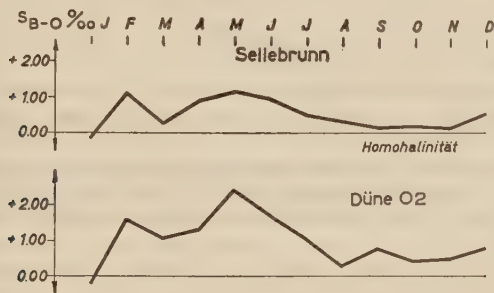 S B-O ‰ J F M A M J J A S O N D
Sellebrunn
+2.00
+1.00
0.00
Homohalinität
Düne O2
+2.00
+1.00
0.00